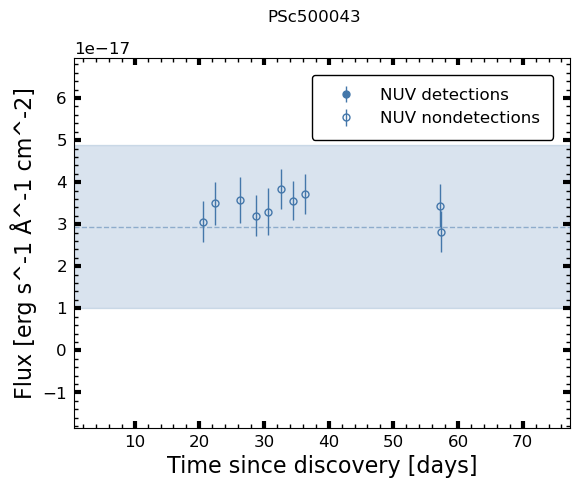 PSc500043
1e−17
NUV detections
NUV nondetections
6
5
4
3
2
1
0
−1
Flux [erg s^-1 Å^-1 cm^-2]
10 20 30 40 50 60 70
Time since discovery [days]